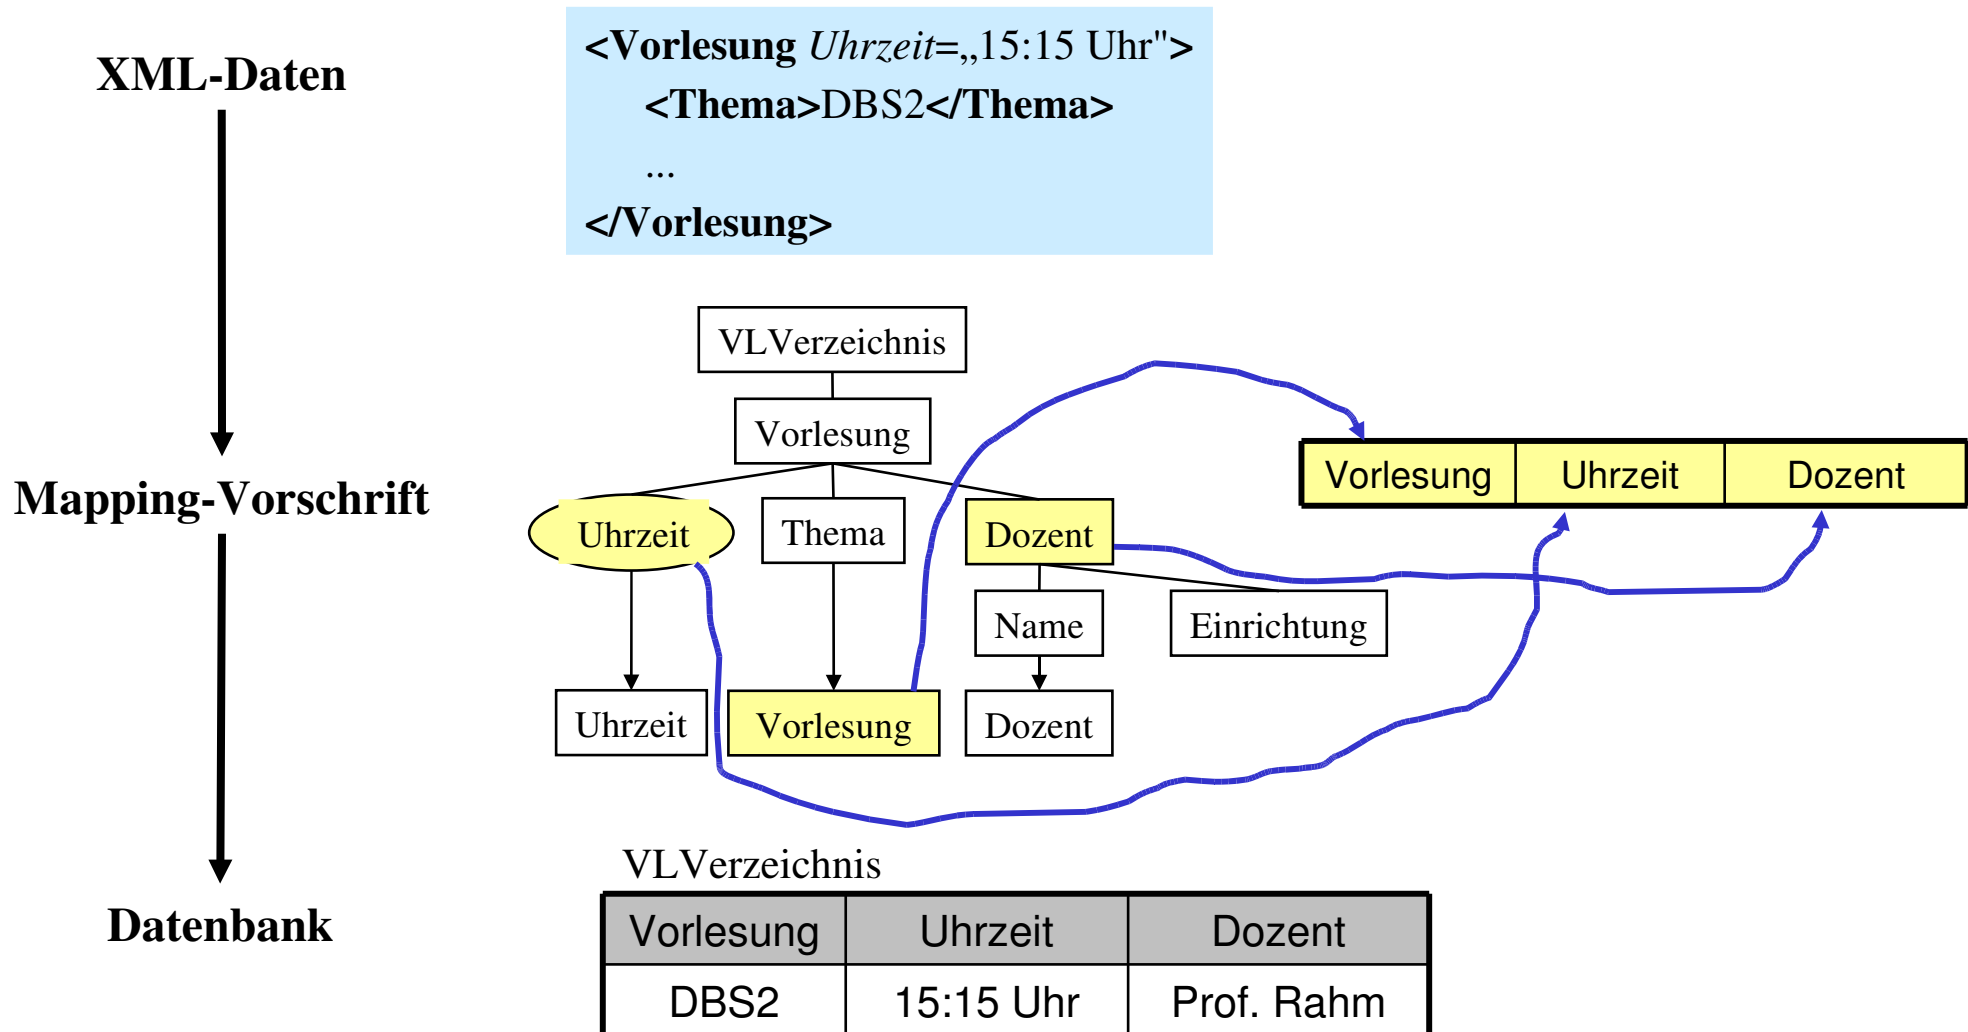 XML-Daten
<Vorlesung Uhrzeit=„15:15 Uhr">
<Thema>DBS2</Thema>
...
</Vorlesung>
VLVerzeichnis
Vorlesung
Mapping-Vorschrift
Uhrzeit
Thema
Dozent
Vorlesung Uhrzeit Dozent
Name
Einrichtung
Uhrzeit
Vorlesung
Dozent
VLVerzeichnis
Datenbank
Vorlesung Uhrzeit Dozent
DBS2 15:15 Uhr Prof. Rahm